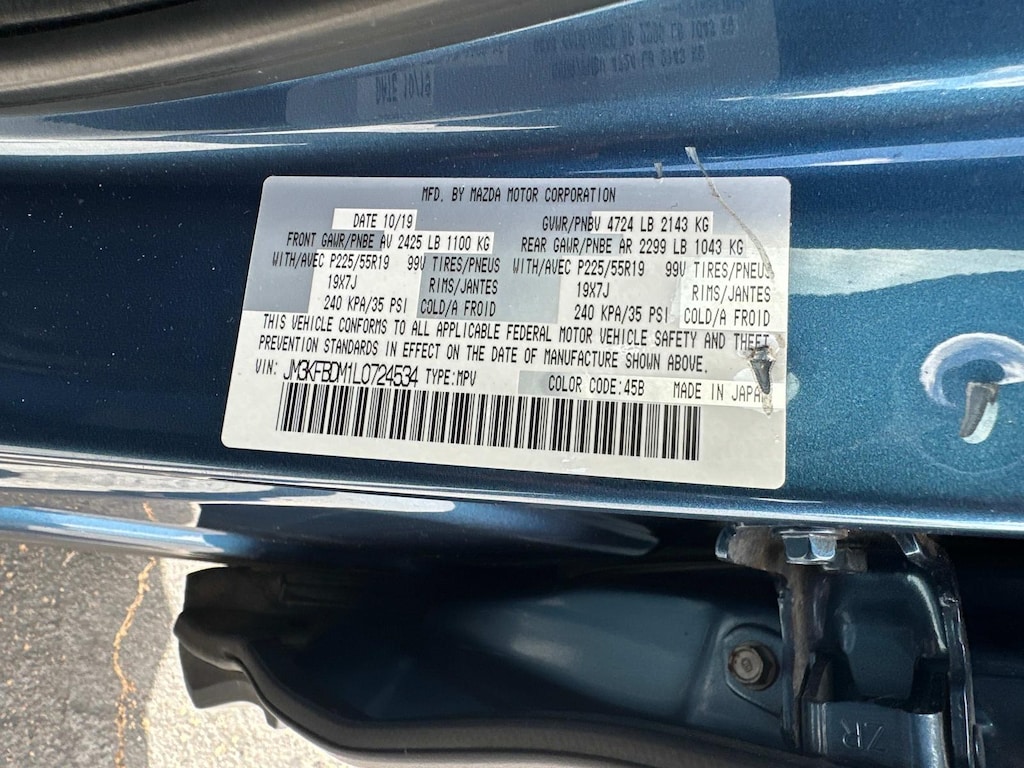 MFD. BY MAZDA MOTOR CORPORATION
DATE 10/19 GVWR/PNBV 4724 LB 2143 KG
FRONT GAWR/PNBE AV 2425 LB 1100 KG REAR GAWR/PNBE AR 2299 LB 1043 KG
WITH/AVEC P225/55R19 99V TIRES/PNEUS WITH/AVEC P225/55R19 99V TIRES/PNEUS
19X7J RIMS/JANTES 19X7J RIMS/JANTES
240 KPA/35 PSI COLD/A FROID 240 KPA/35 PSI COLD/A FROID
THIS VEHICLE CONFORMS TO ALL APPLICABLE FEDERAL MOTOR VEHICLE SAFETY AND THEFT
PREVENTION STANDARDS IN EFFECT ON THE DATE OF MANUFACTURE SHOWN ABOVE.
VIN: JM3KFBDM1L0724534 TYPE:MPV COLOR CODE:45B MADE IN JAPAN